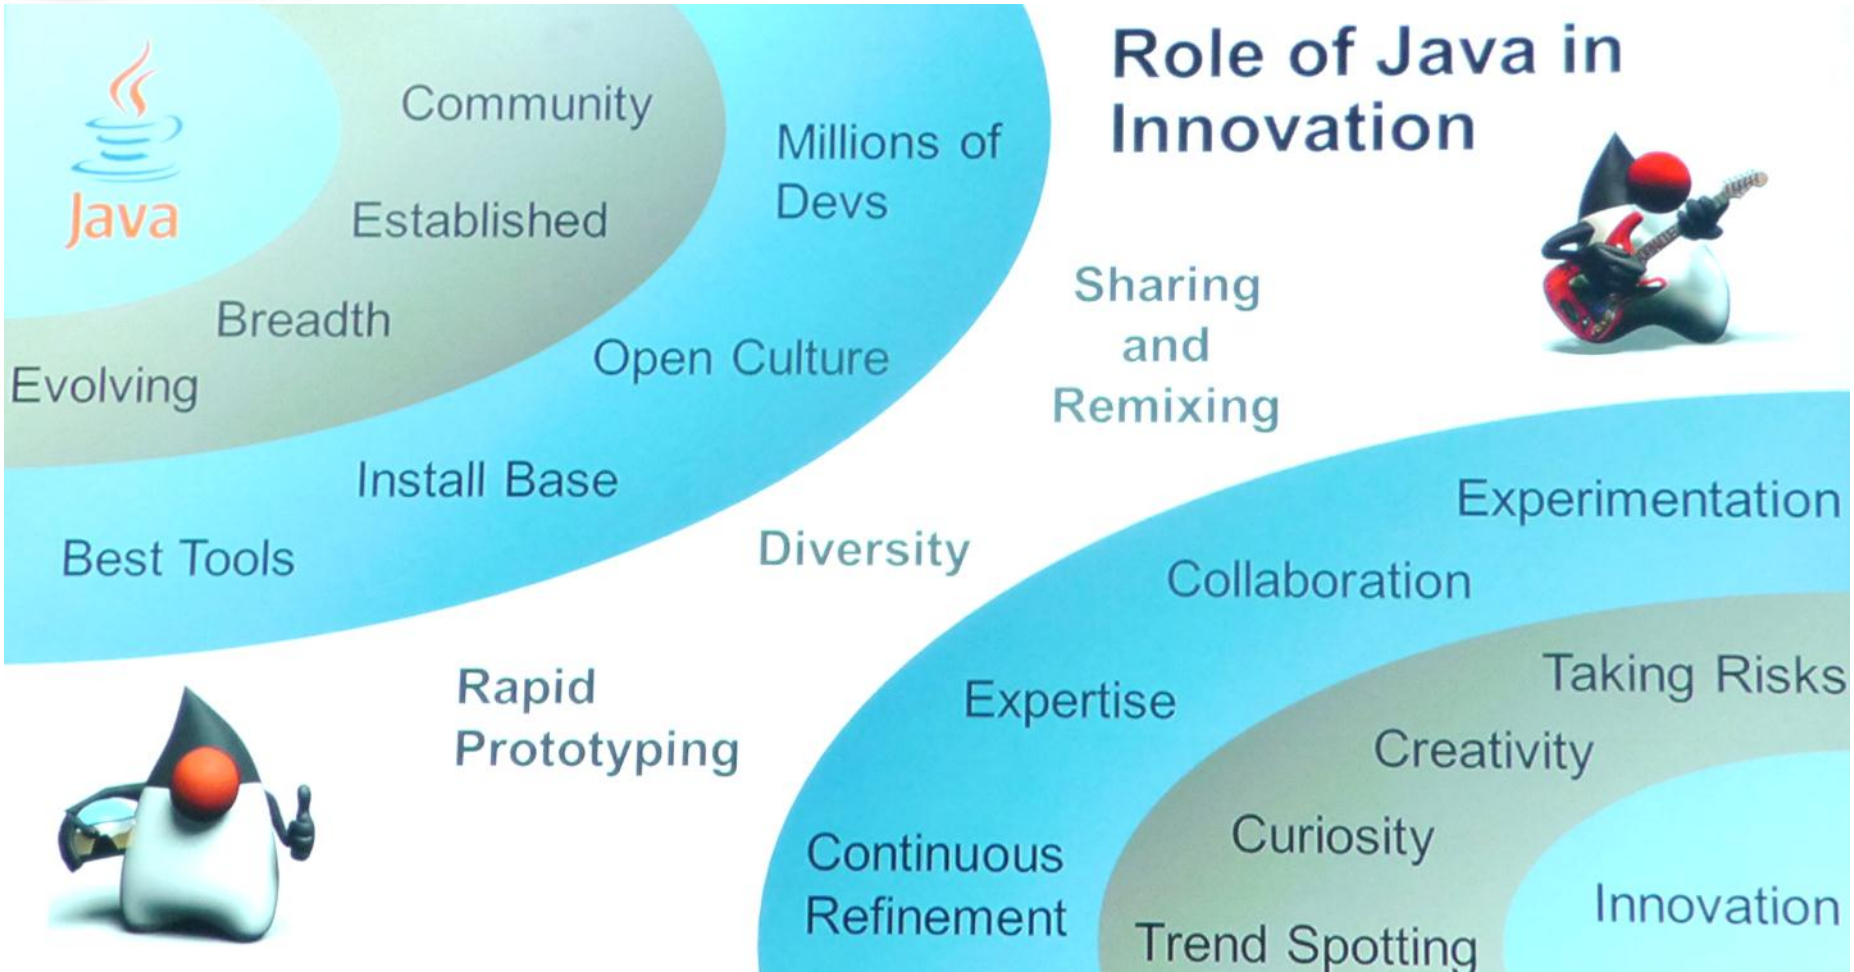 Role of Java in
Innovation
Java
Community
Established
Breadth
Evolving
Millions of
Devs
Open Culture
Install Base
Best Tools
Sharing
and
Remixing
Diversity
Rapid
Prototyping
Experimentation
Collaboration
Expertise
Continuous
Refinement
Taking Risks
Creativity
Curiosity
Trend Spotting
Innovation